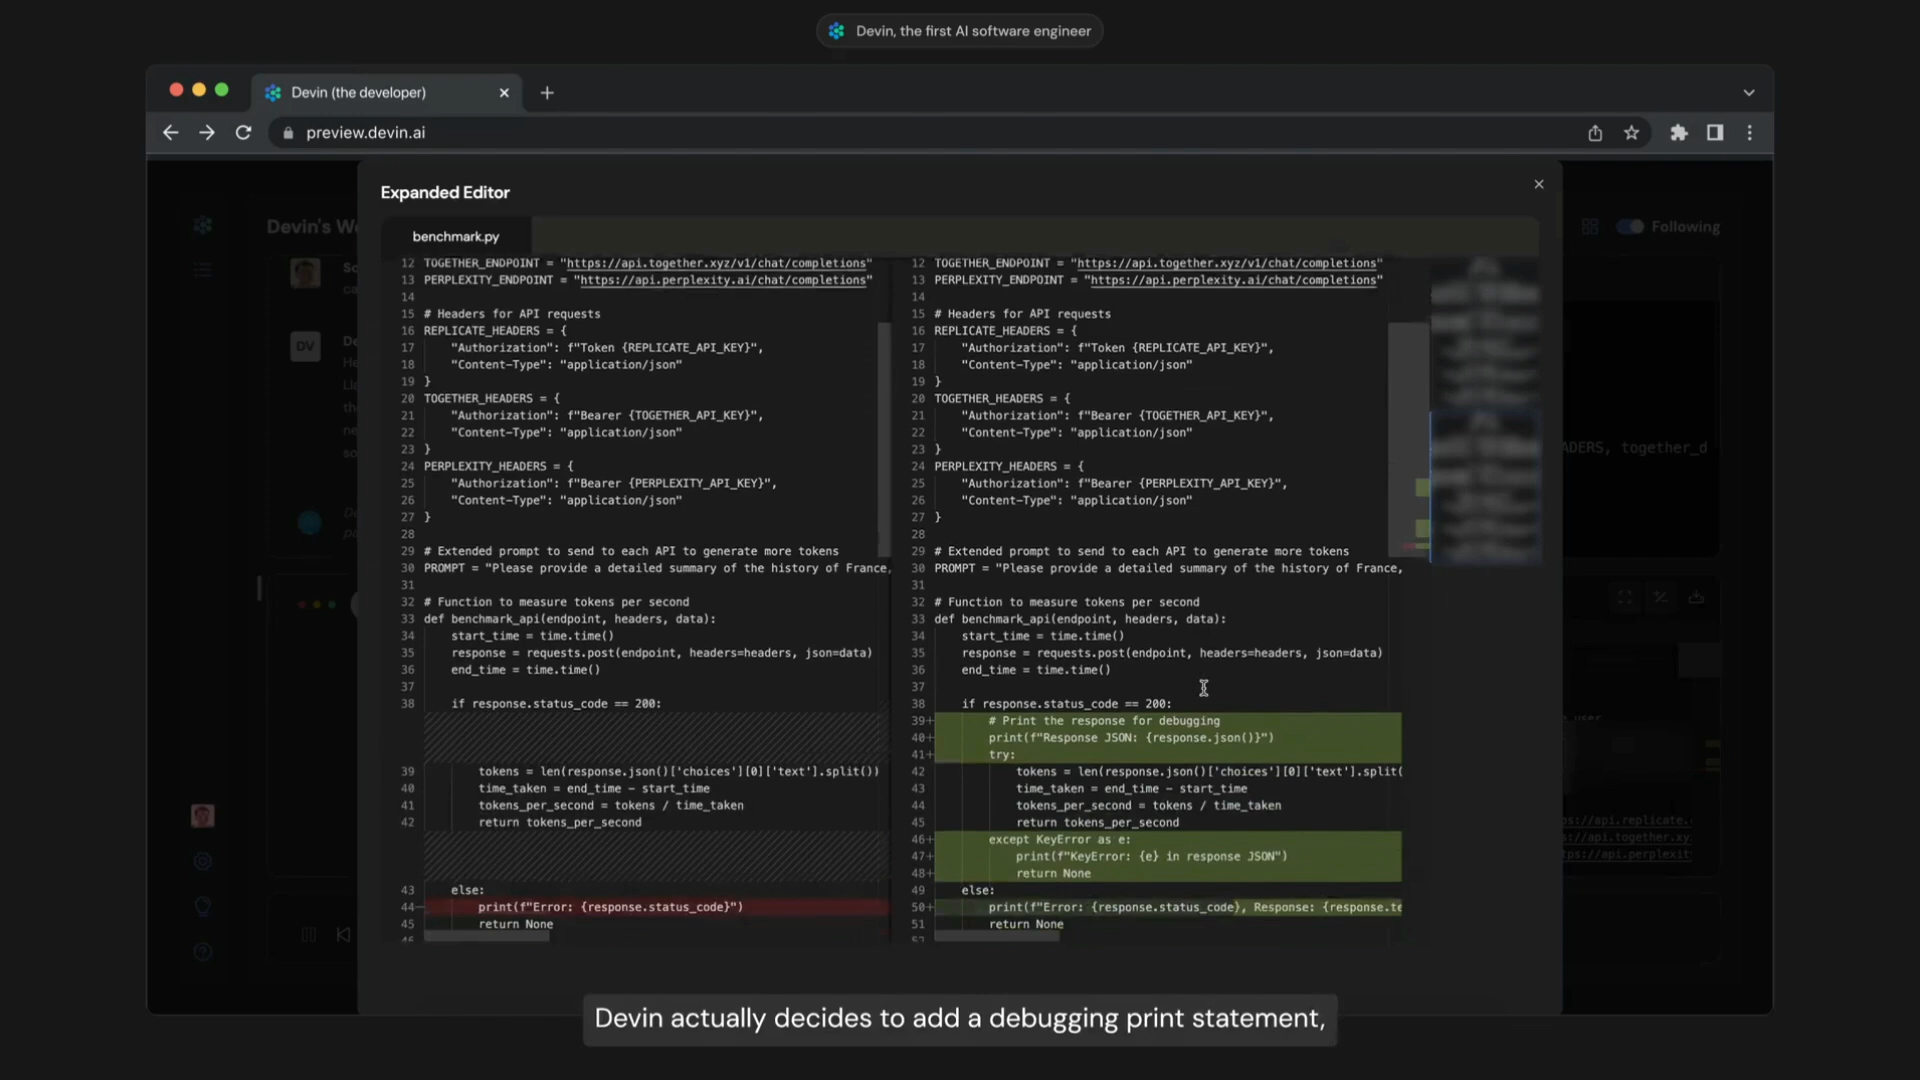 Devin, the first AI software engineer
Devin (the developer)
preview.devin.ai
Expanded Editor
Devin's Wo
Following
benchmark.py
12 TOGETHER_ENDPOINT = "https://api.together.xyz/v1/chat/completions"
13 PERPLEXITY_ENDPOINT = "https://api.perplexity.ai/chat/completions"
14
15 # Headers for API requests
16 REPLICATE_HEADERS = {
17 "Authorization": f"Token {REPLICATE_API_KEY}",
18 "Content-Type": "application/json"
19 }
20 TOGETHER_HEADERS = {
21 "Authorization": f"Bearer {TOGETHER_API_KEY}",
22 "Content-Type": "application/json"
23 }
24 PERPLEXITY_HEADERS = {
25 "Authorization": f"Bearer {PERPLEXITY_API_KEY}",
26 "Content-Type": "application/json"
27 }
28
29 # Extended prompt to send to each API to generate more tokens
30 PROMPT = "Please provide a detailed summary of the history of France,
31
32 # Function to measure tokens per second
33 def benchmark_api(endpoint, headers, data):
34 start_time = time.time()
35 response = requests.post(endpoint, headers=headers, json=data)
36 end_time = time.time()
37
38 if response.status_code == 200:
39 tokens = len(response.json()['choices'][0]['text'].split())
40 time_taken = end_time - start_time
41 tokens_per_second = tokens / time_taken
42 return tokens_per_second
43 else:
44- print(f"Error: {response.status_code}")
45 return None
46
12 TOGETHER_ENDPOINT = "https://api.together.xyz/v1/chat/completions"
13 PERPLEXITY_ENDPOINT = "https://api.perplexity.ai/chat/completions"
14
15 # Headers for API requests
16 REPLICATE_HEADERS = {
17 "Authorization": f"Token {REPLICATE_API_KEY}",
18 "Content-Type": "application/json"
19 }
20 TOGETHER_HEADERS = {
21 "Authorization": f"Bearer {TOGETHER_API_KEY}",
22 "Content-Type": "application/json"
23 }
24 PERPLEXITY_HEADERS = {
25 "Authorization": f"Bearer {PERPLEXITY_API_KEY}",
26 "Content-Type": "application/json"
27 }
28
29 # Extended prompt to send to each API to generate more tokens
30 PROMPT = "Please provide a detailed summary of the history of France,
31
32 # Function to measure tokens per second
33 def benchmark_api(endpoint, headers, data):
34 start_time = time.time()
35 response = requests.post(endpoint, headers=headers, json=data)
36 end_time = time.time()
37
38 if response.status_code == 200:
39+ # Print the response for debugging
40+ print(f"Response JSON: {response.json()}")
41+ try:
42 tokens = len(response.json()['choices'][0]['text'].split(
43 time_taken = end_time - start_time
44 tokens_per_second = tokens / time_taken
45 return tokens_per_second
46+ except KeyError as e:
47+ print(f"KeyError: {e} in response JSON")
48+ return None
49 else:
50+ print(f"Error: {response.status_code}, Response: {response.te
51 return None
52
DV
ADERS, together_d
s://api.replicate.
s://api.together.xy
ps://api.perplexit
Devin actually decides to add a debugging print statement,